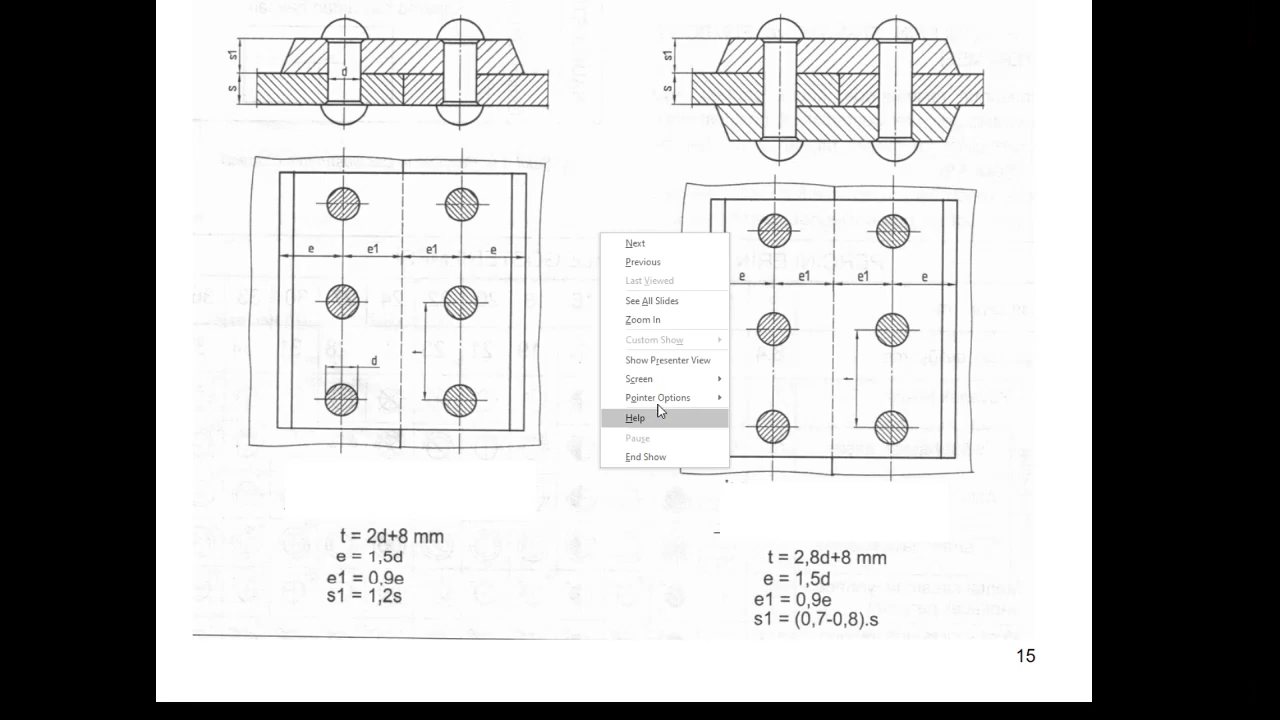 s1
s
d
e e1 e1 e
d
t
t = 2d+8 mm
e = 1,5d
e1 = 0,9e
s1 = 1,2s
s1
s
e e1 e1 e
t
t = 2,8d+8 mm
e = 1,5d
e1 = 0,9e
s1 = (0,7-0,8).s
Next
Previous
Last Viewed
See All Slides
Zoom In
Custom Show
Show Presenter View
Screen
Pointer Options
Help
Pause
End Show
15